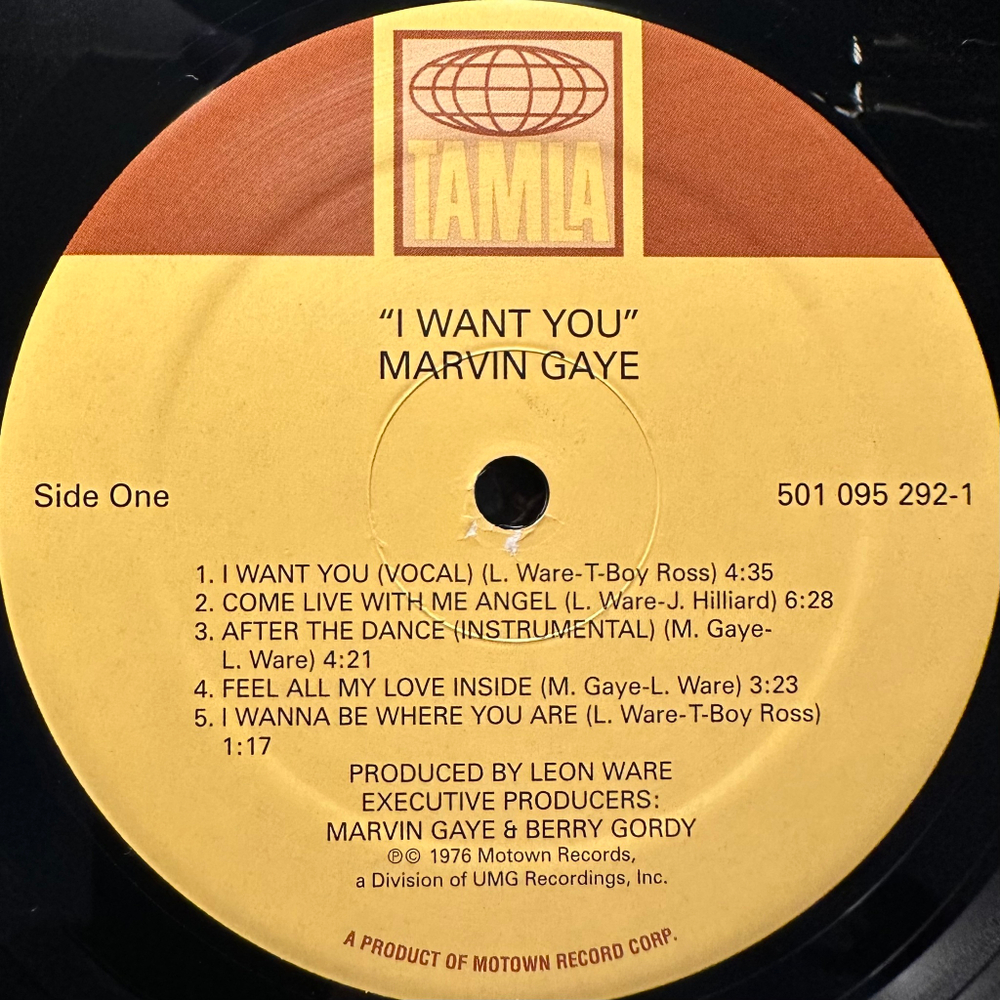 TAMLA
“I WANT YOU”
MARVIN GAYE
Side One
501 095 292-1
1. I WANT YOU (VOCAL) (L. Ware-T-Boy Ross) 4:35
2. COME LIVE WITH ME ANGEL (L. Ware-J. Hilliard) 6:28
3. AFTER THE DANCE (INSTRUMENTAL) (M. Gaye-
L. Ware) 4:21
4. FEEL ALL MY LOVE INSIDE (M. Gaye-L. Ware) 3:23
5. I WANNA BE WHERE YOU ARE (L. Ware-T-Boy Ross)
1:17
PRODUCED BY LEON WARE
EXECUTIVE PRODUCERS:
MARVIN GAYE & BERRY GORDY
℗© 1976 Motown Records,
a Division of UMG Recordings, Inc.
A PRODUCT OF MOTOWN RECORD CORP.